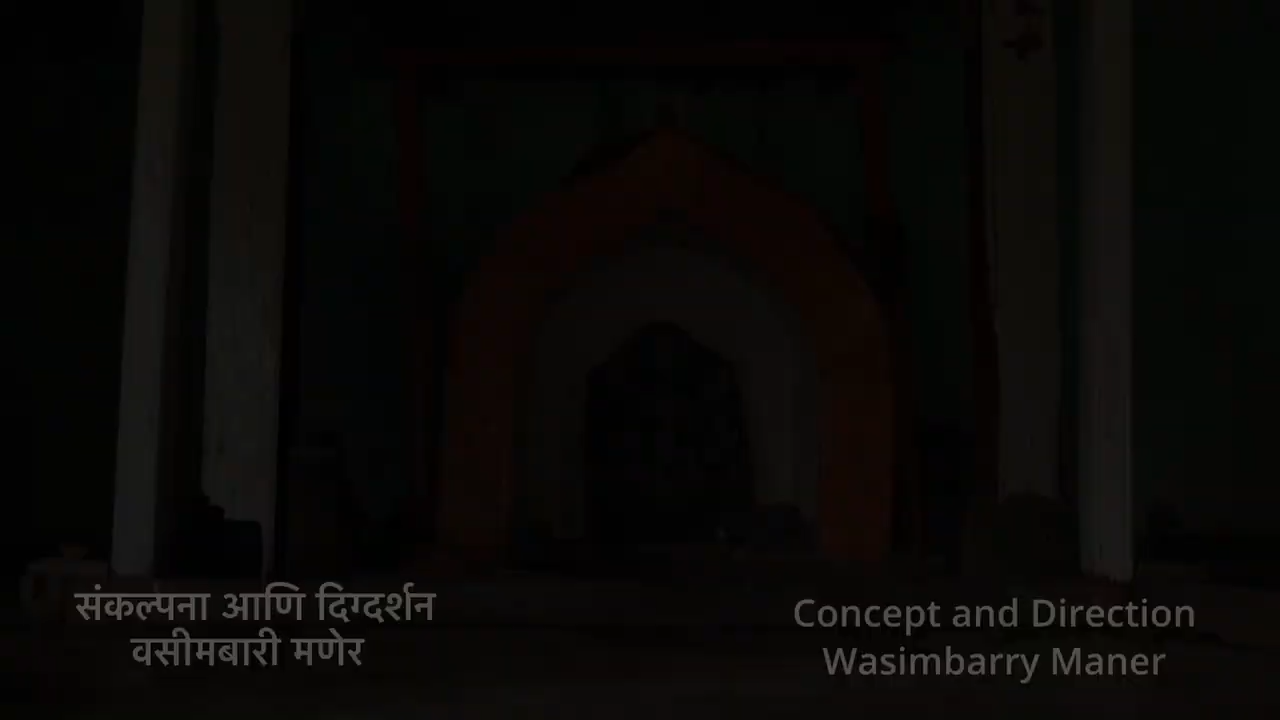 संकल्पना आणि दिग्दर्शन
वसीमबारी मणेर
Concept and Direction
Wasimbarry Maner